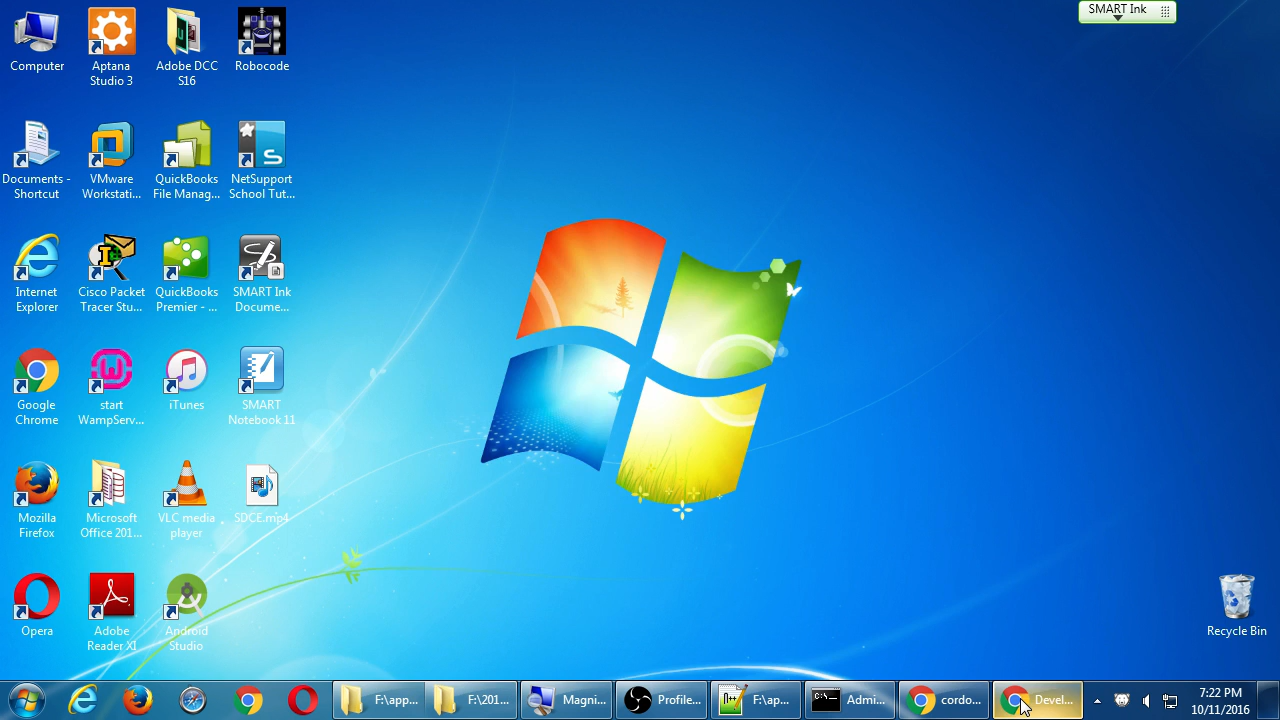 SMART Ink
Computer
Aptana
Studio 3
Adobe DCC
S16
Robocode
Documents -
Shortcut
VMware
Workstati...
QuickBooks
File Manag...
NetSupport
School Tut...
Internet
Explorer
Cisco Packet
Tracer Stu...
QuickBooks
Premier - ...
SMART Ink
Docume...
Google
Chrome
start
WampServ...
iTunes
SMART
Notebook 11
Mozilla
Firefox
Microsoft
Office 201...
VLC media
player
SDCE.mp4
Opera
Adobe
Reader XI
Android
Studio
Recycle Bin
F:\app...
F:\201...
Magni...
Profile...
F:\ap...
C:\.
Admi...
cordo...
Devel...
7:22 PM
10/11/2016